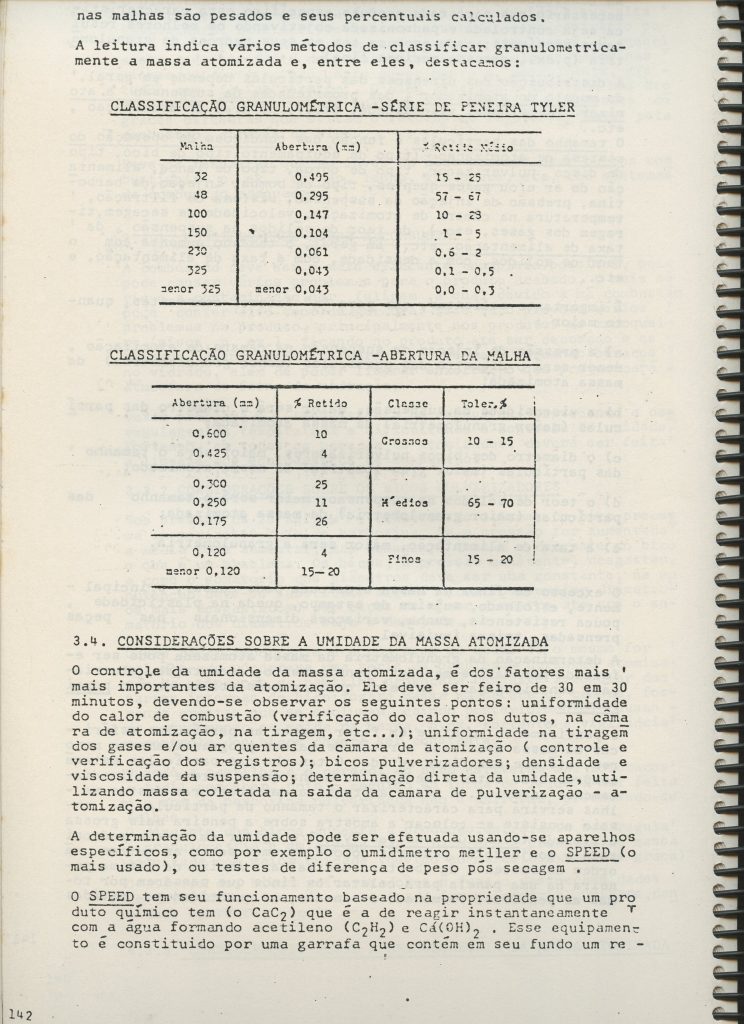 nas malhas são pesados e seus percentuais calculados.
A leitura indica vários métodos de classificar granulometrica-
mente a massa atomizada e, entre eles, destacamos:
CLASSIFICAÇÃO GRANULOMÉTRICA -SÉRIE DE PENEIRA TYLER
Malha Abertura (mm) % Retido Médio
32 0,495 15 - 25
48 0,295 57 - 67
100 0,147 10 - 28
150 0,104 1 - 5
230 0,061 0,6 - 2
325 0,043 0,1 - 0,5
menor 325 menor 0,043 0,0 - 0,3
CLASSIFICAÇÃO GRANULOMÉTRICA -ABERTURA DA MALHA
Abertura (mm) % Retido Classe Toler.%
0,600 10
Grossos 10 - 15
0,425 4
0,300 25
0,250 11 Médios 65 - 70
0,175 26
0,120 4
Finos 15 - 20
menor 0,120 15-20
3.4. CONSIDERAÇÕES SOBRE A UMIDADE DA MASSA ATOMIZADA
O controle da umidade da massa atomizada, é dos fatores mais '
mais importantes da atomização. Ele deve ser feiro de 30 em 30
minutos, devendo-se observar os seguintes pontos: uniformidade
do calor de combustão (verificação do calor nos dutos, na câma
ra de atomização, na tiragem, etc...); uniformidade na tiragem
dos gases e/ou ar quentes da câmara de atomização ( controle e
verificação dos registros); bicos pulverizadores; densidade e
viscosidade da suspensão; determinação direta da umidade, uti-
lizando massa coletada na saída da câmara de pulverização - a-
tomização.
A determinação da umidade pode ser efetuada usando-se aparelhos
específicos, como por exemplo o umidímetro metller e o SPEED (o
mais usado), ou testes de diferença de peso pós secagem .
O SPEED tem seu funcionamento baseado na propriedade que um pro
duto químico tem (o CaC2) que é a de reagir instantaneamente
com a água formando acetileno (C2H2) e Ca(OH)2 . Esse equipamen
to é constituido por uma garrafa que contém em seu fundo um re -
142